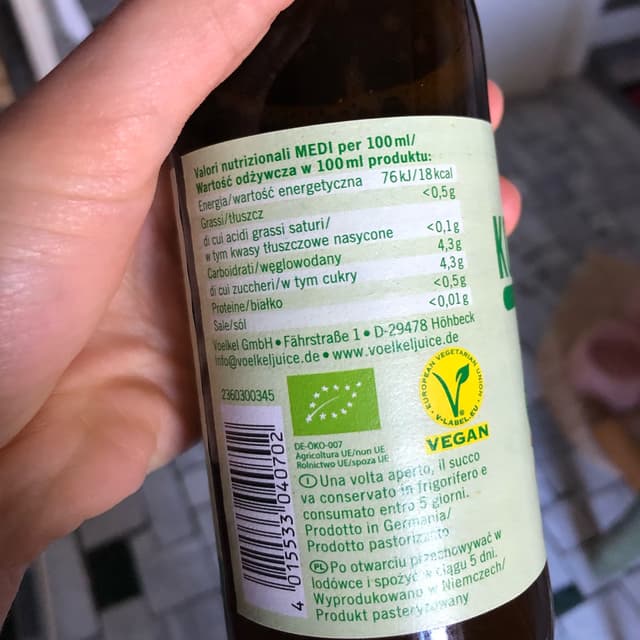 Valori nutrizionali MEDI per 100 ml/
Wartość odżywcza w 100 ml produktu:
Energia/wartość energetyczna 76 kJ/18 kcal
Grassi/tłuszcz <0,5g
di cui acidi grassi saturi/
w tym kwasy tłuszczowe nasycone <0,1g
Carboidrati/węglowodany 4,3g
di cui zuccheri/w tym cukry 4,3g
Proteine/białko <0,5g
Sale/sól <0,01g
Voelkel GmbH • Fährstraße 1 • D-29478 Höhbeck
info@voelkeljuice.de • www.voelkeljuice.de
2360300345
DE-ÖKO-007
Agricoltura UE/non UE
Rolnictwo UE/spoza UE
EUROPEAN VEGETARIAN UNION
V-LABEL.EU
VEGAN
Una volta aperto, il succo
va conservato in frigorifero e
consumato entro 5 giorni.
Prodotto in Germania/
Prodotto pastorizzato
PL Po otwarciu przechowywać w
lodówce i spożyć w ciągu 5 dni.
Wyprodukowano w Niemczech/
Produkt pasteryzowany
4 015533 040702